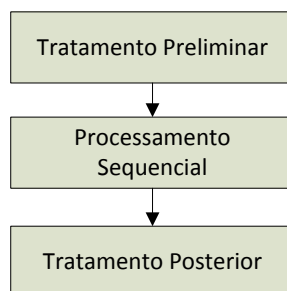 Tratamento Preliminar
Processamento
Sequencial
Tratamento Posterior